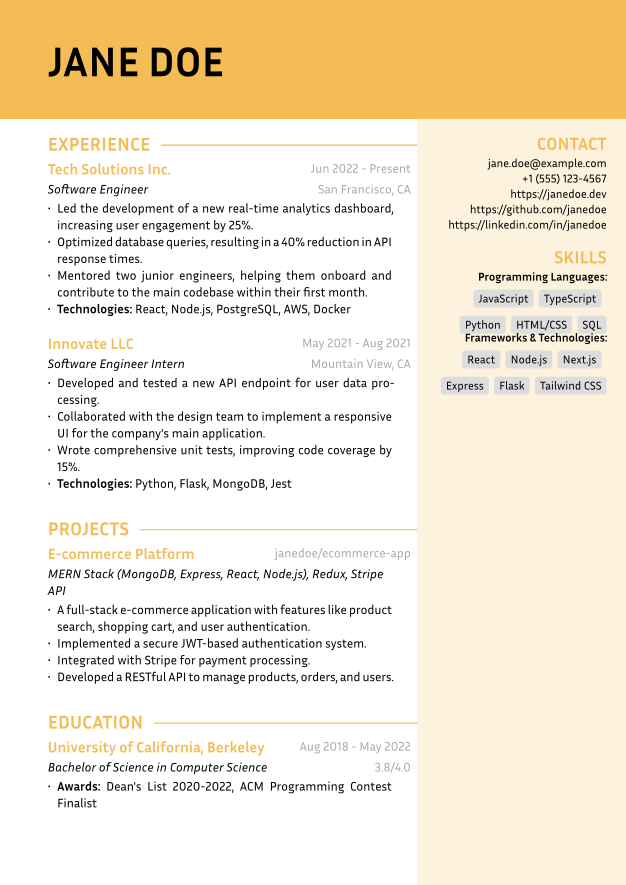 JANE DOE
EXPERIENCE
Tech Solutions Inc. Jun 2022 – Present
Software Engineer San Francisco, CA
· Led the development of a new real-time analytics dashboard,
increasing user engagement by 25%.
· Optimized database queries, resulting in a 40% reduction in API
response times.
· Mentored two junior engineers, helping them onboard and
contribute to the main codebase within their first month.
· Technologies: React, Node.js, PostgreSQL, AWS, Docker
Innovate LLC May 2021 – Aug 2021
Software Engineer Intern Mountain View, CA
· Developed and tested a new API endpoint for user data pro-
cessing.
· Collaborated with the design team to implement a responsive
UI for the company's main application.
· Wrote comprehensive unit tests, improving code coverage by
15%.
· Technologies: Python, Flask, MongoDB, Jest
PROJECTS
E-commerce Platform janedoe/ecommerce-app
MERN Stack (MongoDB, Express, React, Node.js), Redux, Stripe
API
· A full-stack e-commerce application with features like product
search, shopping cart, and user authentication.
· Implemented a secure JWT-based authentication system.
· Integrated with Stripe for payment processing.
· Developed a RESTful API to manage products, orders, and users.
EDUCATION
University of California, Berkeley Aug 2018 – May 2022
Bachelor of Science in Computer Science 3.8/4.0
· Awards: Dean's List 2020-2022, ACM Programming Contest
Finalist
CONTACT
jane.doe@example.com
+1 (555) 123-4567
https://janedoe.dev
https://github.com/janedoe
https://linkedin.com/in/janedoe
SKILLS
Programming Languages:
JavaScript TypeScript
Python HTML/CSS SQL
Frameworks & Technologies:
React Node.js Next.js
Express Flask Tailwind CSS